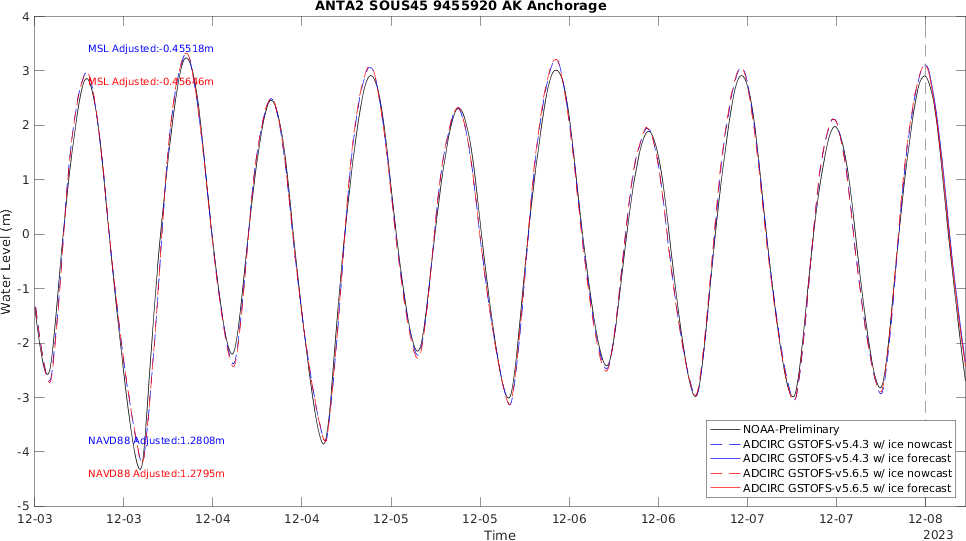 ANTA2 SOUS45 9455920 AK Anchorage
4
MSL Adjusted:-0.45518m
3
MSL Adjusted:-0.45646m
2
1
0
Water Level (m)
-1
-2
-3
NOAA-Preliminary
NAVD88 Adjusted:1.2808m
ADCIRC GSTOFS-v5.4.3 w/ ice nowcast
-4
ADCIRC GSTOFS-v5.4.3 w/ ice forecast
NAVD88 Adjusted:1.2795m
ADCIRC GSTOFS-v5.6.5 w/ ice nowcast
ADCIRC GSTOFS-v5.6.5 w/ ice forecast
-5
12-03 12-03 12-04 12-04 12-05 12-05 12-06 12-06 12-07 12-07 12-08
Time 2023